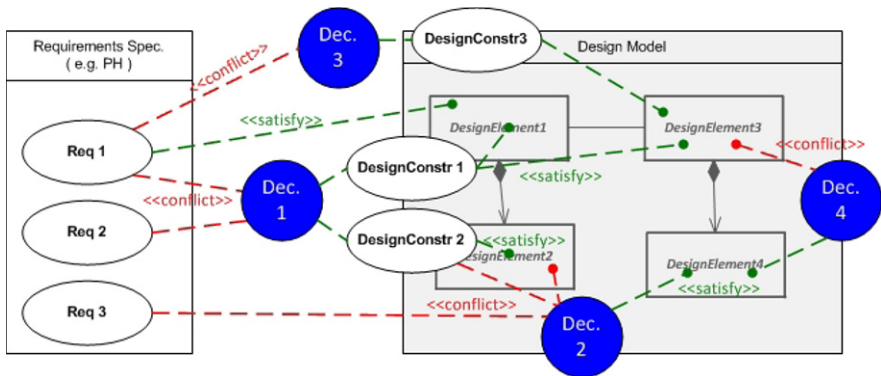 Requirements Spec.
( e.g. PH )
<<conflict>>
Dec.
3
DesignConstr3
Design Model
<<satisfy>>
DesignElement1
DesignElement3
<<conflict>>
Req 1
DesignConstr 1
<<satisfy>>
<<conflict>>
Dec.
1
Dec.
4
Req 2
DesignConstr 2
<<satisfy>>
DesignElement2
DesignElement4
<<satisfy>>
Req 3
<<conflict>>
Dec.
2